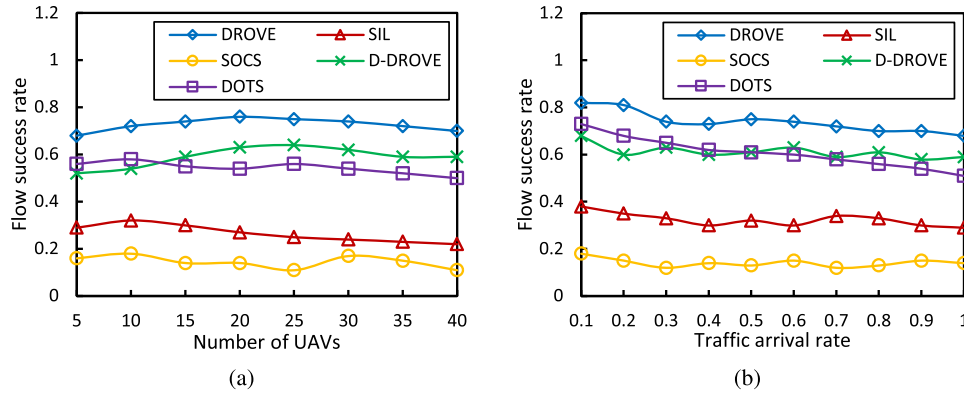 1.2
1
0.8
0.6
0.4
0.2
0
Flow success rate
DROVE
SIL
SOCS
D-DROVE
DOTS
5 10 15 20 25 30 35 40
Number of UAVs
(a)
1.2
1
0.8
0.6
0.4
0.2
0
Flow success rate
DROVE
SIL
SOCS
D-DROVE
DOTS
0.1 0.2 0.3 0.4 0.5 0.6 0.7 0.8 0.9 1
Traffic arrival rate
(b)